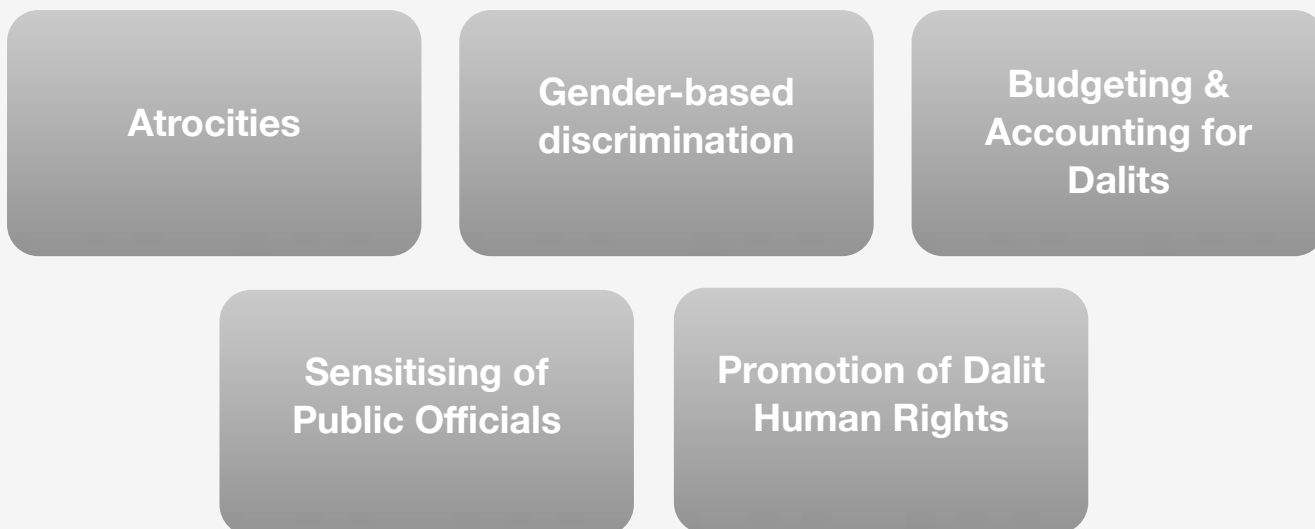 Atrocities
Gender-based
discrimination
Budgeting &
Accounting for
Dalits
Sensitising of
Public Officials
Promotion of Dalit
Human Rights